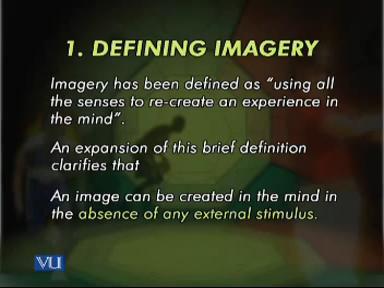 1. DEFINING IMAGERY
Imagery has been defined as "using all
the senses to re-create an experience in
the mind".
An expansion of this brief definition
clarifies that
An image can be created in the mind in
the absence of any external stimulus.
VU